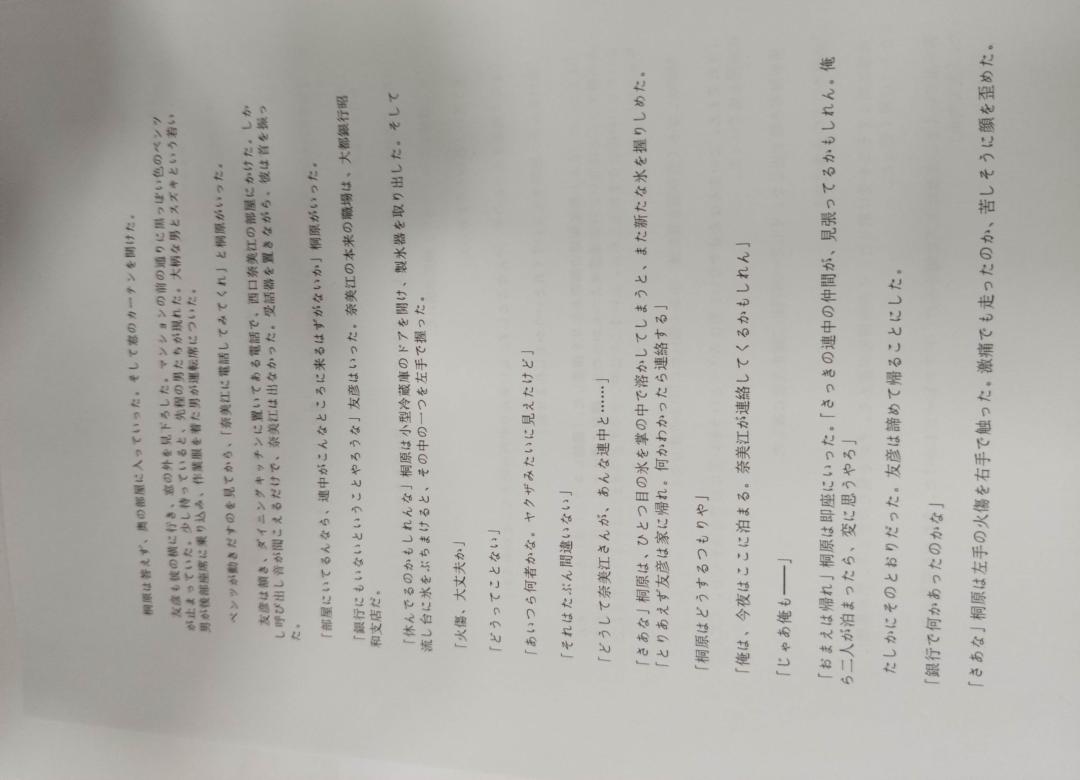 桐原は答えず、奥の部屋に入っていった。そして窓のカーテンを開けた。
友彦も彼の横に行き、窓の外を見下ろした。マンションの前の通りに黒っぽい色のベンツ
が止まっていた。少し待っていると、先程の男たちが現れた。大柄な男とスズキという若い
男が後部座席に乗り込み、作業服を着た男が運転席についた。
ベンツが動きだすのを見てから、「奈美江に電話してみてくれ」と桐原がいった。
友彦は頷き、ダイニングキッチンに置いてある電話で、西口奈美江の部屋にかけた。しか
し呼び出し音が聞こえるだけで、奈美江は出なかった。受話器を置きながら、彼は首を振っ
た。
「部屋にいてるんなら、連中がこんなところに来るはずがないか」桐原がいった。
「銀行にもいないということやろうな」友彦はいった。奈美江の本来の職場は、大都銀行昭
和支店だ。
「休んでるのかもしれんな」桐原は小型冷蔵庫のドアを開け、製氷器を取り出した。そして
流し台に氷をぶちまけると、その中の一つを左手で握った。
「火傷、大丈夫か」
「どうってことない」
「あいつら何者かな。ヤクザみたいに見えたけど」
「それはたぶん間違いない」
「どうして奈美江さんが、あんな連中と……」
「さあな」桐原は、ひとつ目の氷を掌の中で溶かしてしまうと、また新たな氷を握りしめた。
「とりあえず友彦は家に帰れ。何かわかったら連絡する」
「桐原はどうするつもりや」
「俺は、今夜はここに泊まる。奈美江が連絡してくるかもしれん」
「じゃあ俺も――」
「おまえは帰れ」桐原は即座にいった。「さっきの連中の仲間が、見張ってるかもしれん。俺
ら二人が泊まったら、変に思うやろ」
たしかにそのとおりだった。友彦は諦めて帰ることにした。
「銀行で何かあったのかな」
「さあな」桐原は左手の火傷を右手で触った。激痛でも走ったのか、苦しそうに顔を歪めた。